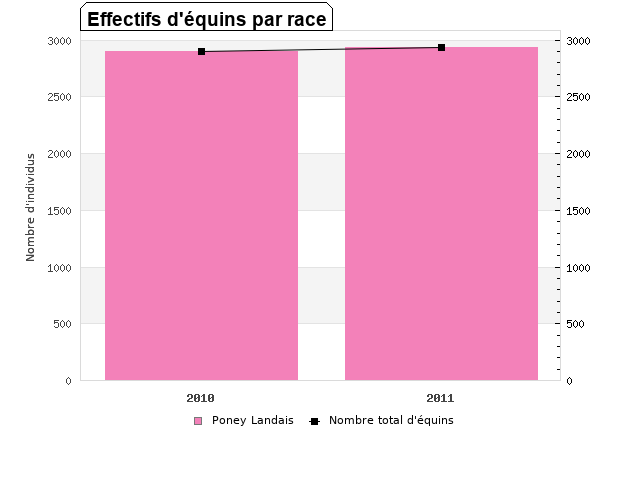 Effectifs d'équins par race
3000 3000
2500 2500
2000 2000
1500 1500
1000 1000
500 500
0 0
Nombre d'individus
2010 2011
Poney Landais Nombre total d'équins